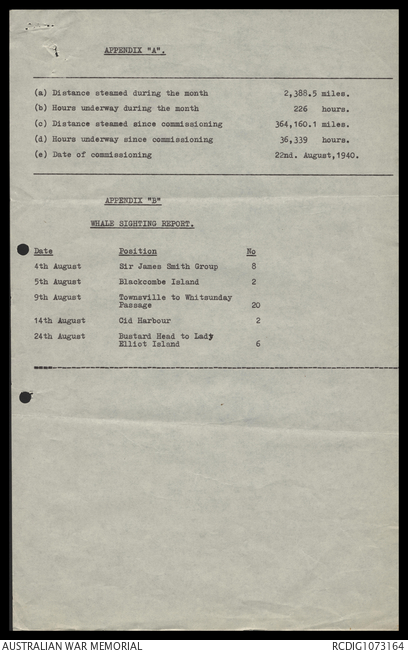 APPENDIX "A".
(a) Distance steamed during the month 2,388.5 miles.
(b) Hours underway during the month 226 hours.
(c) Distance steamed since commissioning 364,160.1 miles.
(d) Hours underway since commissioning 36,339 hours.
(e) Date of commissioning 22nd. August,1940.
APPENDIX "B"
WHALE SIGHTING REPORT.
Date Position No
4th August Sir James Smith Group 8
5th August Blackcombe Island 2
9th August Townsville to Whitsunday
Passage 20
14th August Cid Harbour 2
24th August Bustard Head to Lady
Elliot Island 6
AUSTRALIAN WAR MEMORIAL RCDIG1073164